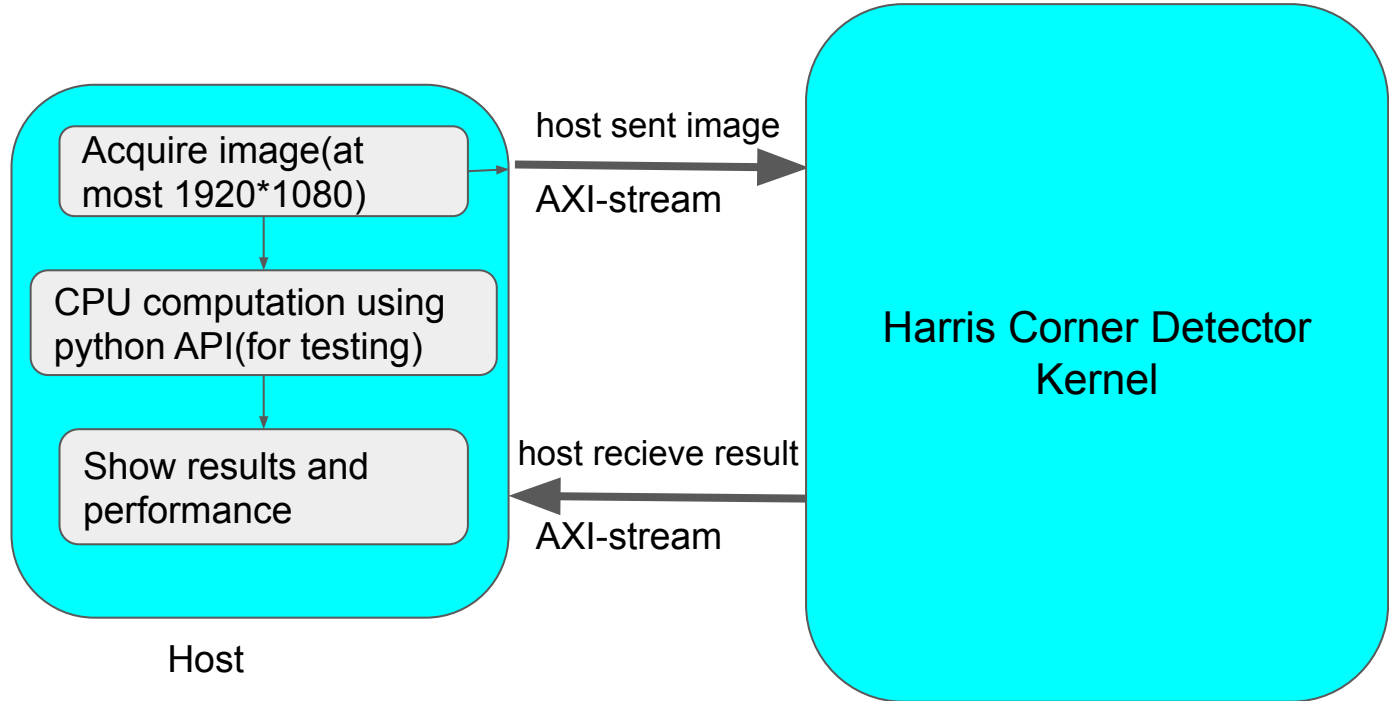 Acquire image(at
most 1920*1080)
CPU computation using
python API(for testing)
Show results and
performance
Host
host sent image
AXI-stream
host recieve result
AXI-stream
Harris Corner Detector
Kernel